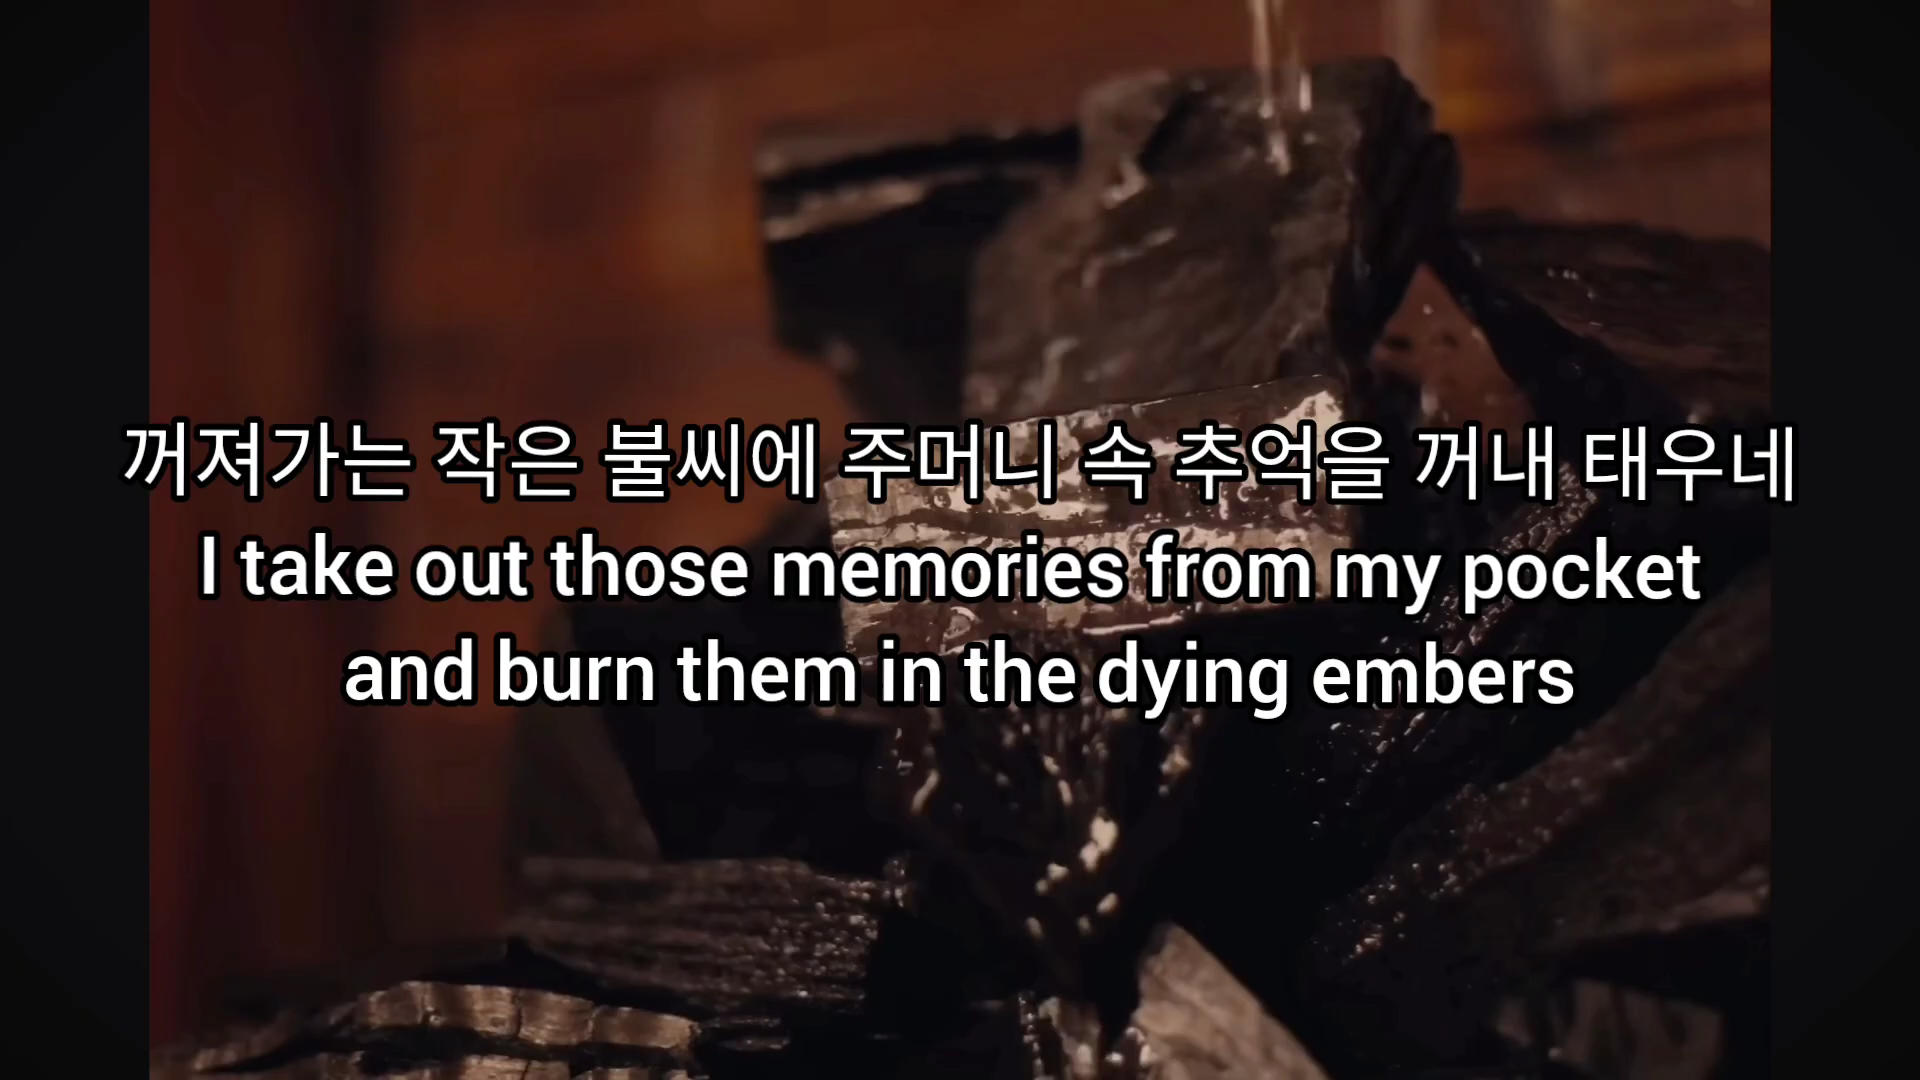 꺼져가는 작은 불씨에 주머니 속 추억을 꺼내 태우네
I take out those memories from my pocket
and burn them in the dying embers